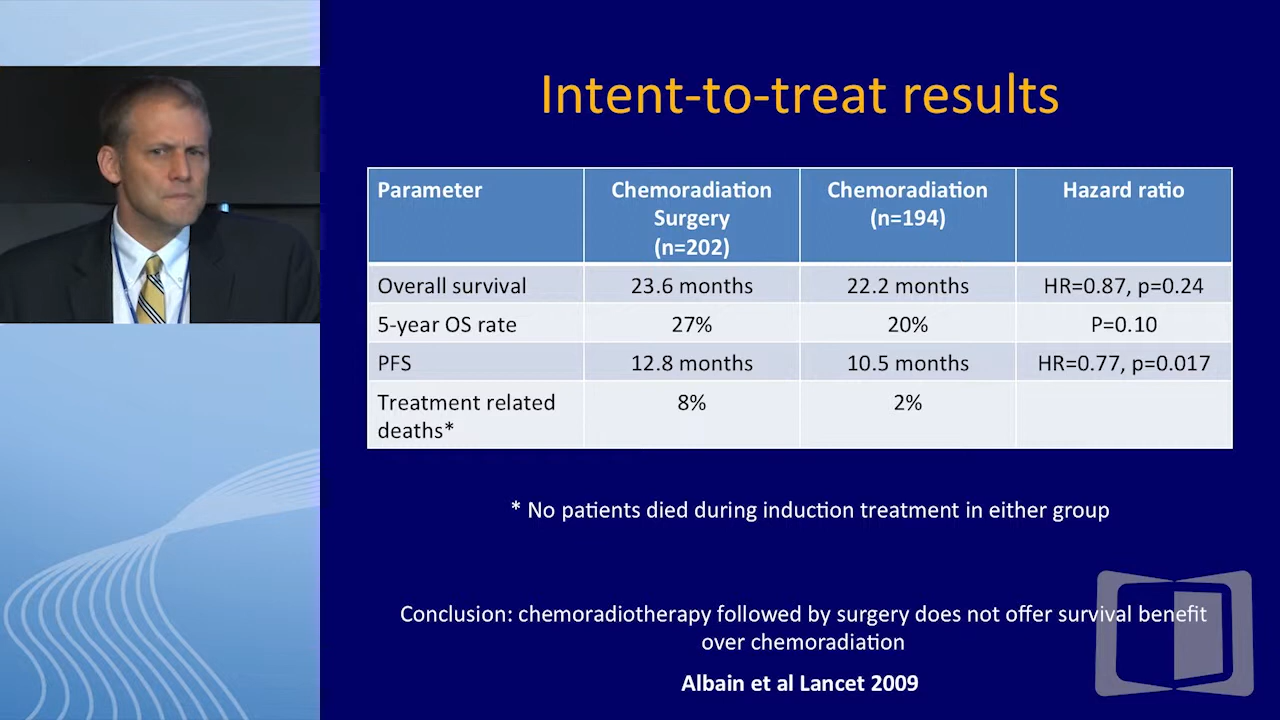 Intent-to-treat results
Parameter
Chemoradiation
Surgery
(n=202)
Chemoradiation
(n=194)
Hazard ratio
Overall survival
23.6 months
22.2 months
HR=0.87, p=0.24
5-year OS rate
27%
20%
P=0.10
PFS
12.8 months
10.5 months
HR=0.77, p=0.017
Treatment related
deaths*
8%
2%
* No patients died during induction treatment in either group
Conclusion: chemoradiotherapy followed by surgery does not offer survival benefit
over chemoradiation
Albain et al Lancet 2009